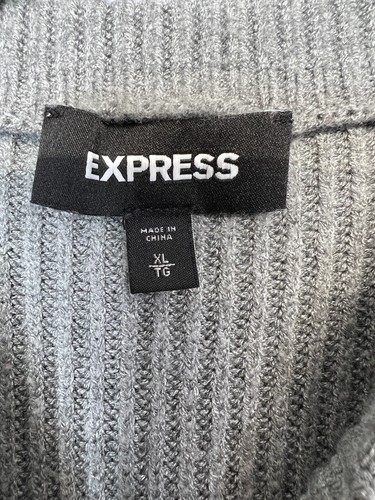 EXPRESS
MADE IN
CHINA
XL
TG